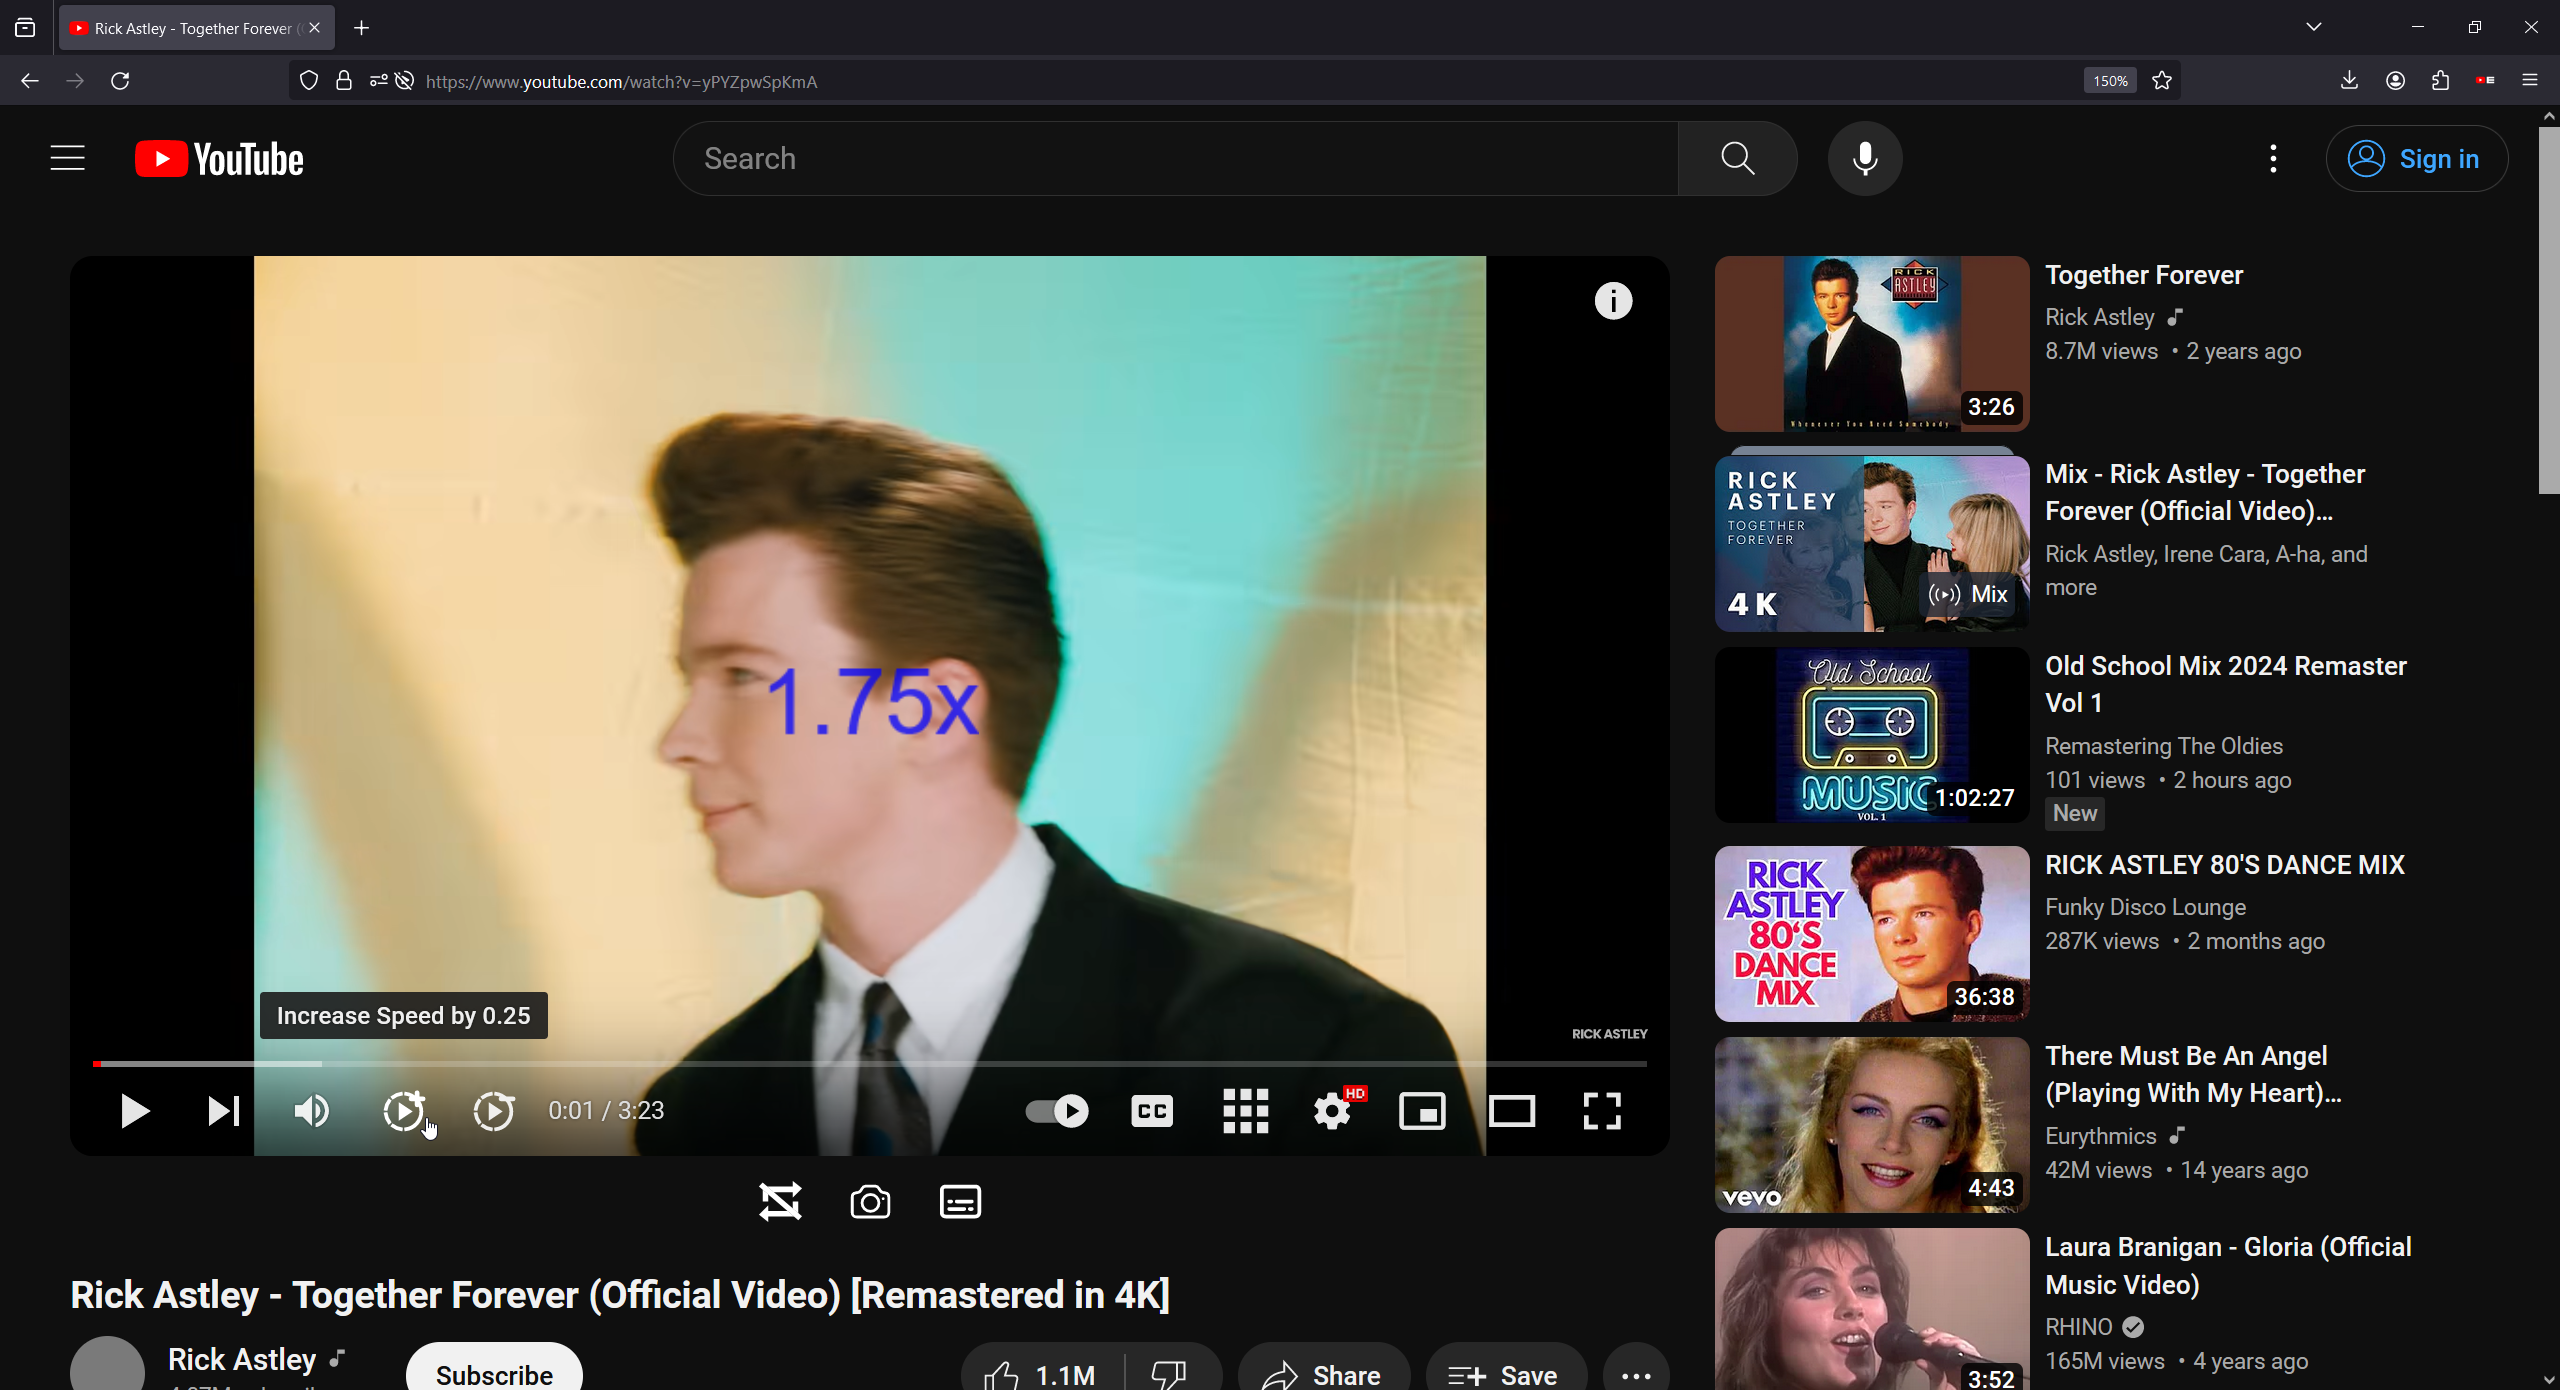 Rick Astley - Together Forever (
https://www.youtube.com/watch?v=yPYZpwSpKmA
150%
YouTube
Search
Sign in
1.75x
Increase Speed by 0.25
RICK ASTLEY
0:01 / 3:23
CC
HD
Rick Astley - Together Forever (Official Video) [Remastered in 4K]
Rick Astley
Subscribe
1.1M
Share
Save
RICK
ASTLEY
Whenever You Need Somebody
3:26
Together Forever
Rick Astley
8.7M views • 2 years ago
RICK
ASTLEY
TOGETHER
FOREVER
4K
Mix
Mix - Rick Astley - Together
Forever (Official Video)...
Rick Astley, Irene Cara, A-ha, and
more
Old School
MUSIC
VOL. 1
1:02:27
Old School Mix 2024 Remaster
Vol 1
Remastering The Oldies
101 views • 2 hours ago
New
RICK
ASTLEY
80'S
DANCE
MIX
36:38
RICK ASTLEY 80'S DANCE MIX
Funky Disco Lounge
287K views • 2 months ago
vevo
4:43
There Must Be An Angel
(Playing With My Heart)...
Eurythmics
42M views • 14 years ago
3:52
Laura Branigan - Gloria (Official
Music Video)
RHINO
165M views • 4 years ago